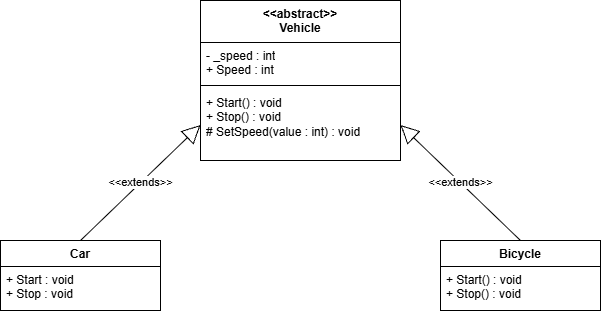 <<abstract>>
Vehicle
- _speed : int
+ Speed : int
+ Start() : void
+ Stop() : void
# SetSpeed(value : int) : void
<<extends>>
<<extends>>
Car
+ Start : void
+ Stop : void
Bicycle
+ Start() : void
+ Stop() : void